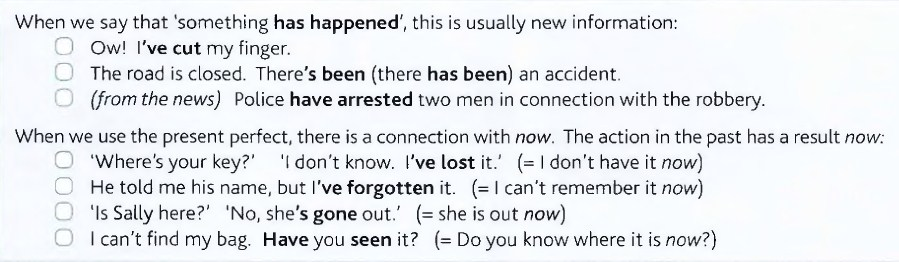 When we say that 'something has happened', this is usually new information:
Ow! I've cut my finger.
The road is closed. There's been (there has been) an accident.
(from the news) Police have arrested two men in connection with the robbery.
When we use the present perfect, there is a connection with now. The action in the past has a result now:
'Where's your key?' 'I don't know. I've lost it.' (= I don't have it now)
He told me his name, but I've forgotten it. (= I can't remember it now)
'Is Sally here?' 'No, she's gone out.' (= she is out now)
I can't find my bag. Have you seen it? (= Do you know where it is now?)